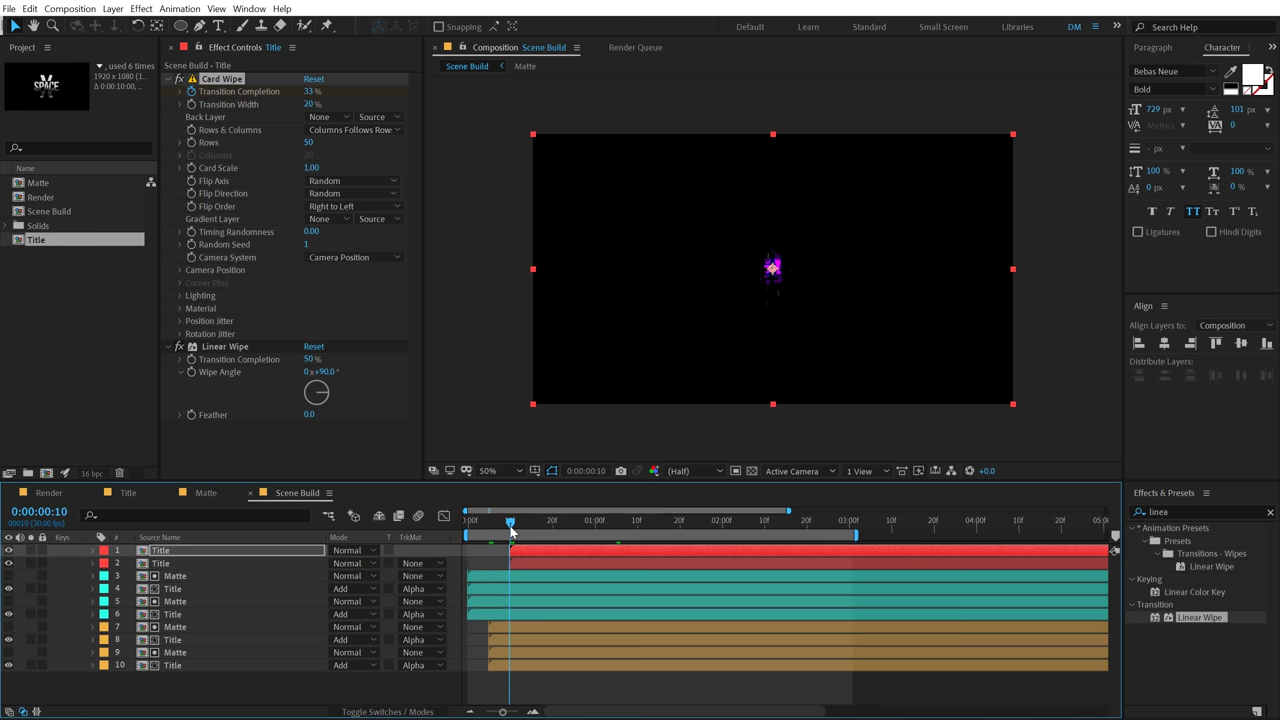 File Edit Composition Layer Effect Animation View Window Help
Snapping Default Learn Standard Small Screen Libraries DM » Search Help
Project
, used 6 times
1920 x 1080 (1...
Δ 0:00:10:00, ...
SPACE
Name
Matte
Render
Scene Build
Solids
Title
16 bpc
Effect Controls Title
Scene Build · Title
fx Card Wipe Reset
Transition Completion 33 %
Transition Width 20 %
Back Layer None Source
Rows & Columns Columns Follows Row
Rows 50
Columns 20
Card Scale 1.00
Flip Axis Random
Flip Direction Random
Flip Order Right to Left
Gradient Layer None Source
Timing Randomness 0.00
Random Seed 1
Camera System Camera Position
Camera Position
Corner Pins
Lighting
Material
Position Jitter
Rotation Jitter
fx Linear Wipe Reset
Transition Completion 50 %
Wipe Angle 0x+90.0°
Feather 0.0
Composition Scene Build Render Queue
Scene Build Matte
50% 0:00:00:10 (Half) Active Camera 1 View +0.0
Paragraph Character
Bebas Neue
Bold
729 px 101 px
Metrics 0
- px
100 % 100 %
0 px 0 %
T T TT Tт T¹ T₁
Ligatures Hindi Digits
Align
Align Layers to: Composition
Distribute Layers:
Effects & Presets
linea
* Animation Presets
Presets
Transitions - Wipes
Linear Wipe
Keying
Linear Color Key
Transition
Linear Wipe
Render Title Matte Scene Build
0:00:00:10
00010 (30.00 fps)
Keys # Source Name Mode T TrkMat
:00f 20f 01:00f 10f 20f 02:00f 10f 20f 03:00f 10f 20f 04:00f 10f 20f 05:0
1 Title Normal
2 Title Normal None
3 Matte Normal None
4 Title Add Alpha
5 Matte Normal None
6 Title Add Alpha
7 Matte Normal None
8 Title Add Alpha
9 Matte Normal None
10 Title Add Alpha
Toggle Switches / Modes